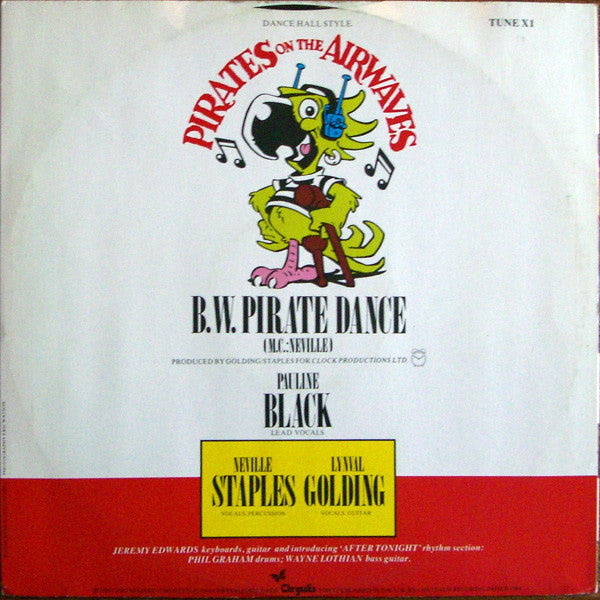 DANCE HALL STYLE.
TUNE X1
PIRATES ON THE AIRWAVES
B.W. PIRATE DANCE
(M.C.:NEVILLE)
PRODUCED BY GOLDING/STAPLES FOR CLOCK PRODUCTIONS LTD.
PAULINE
BLACK
LEAD VOCALS
NEVILLE LYNVAL
STAPLES GOLDING
VOCALS, PERCUSSION VOCALS, GUITAR
JEREMY EDWARDS keyboards, guitar and introducing 'AFTER TONIGHT' rhythm section:
PHIL GRAHAM drums; WAYNE LOTHIAN bass guitar.
Chrysalis